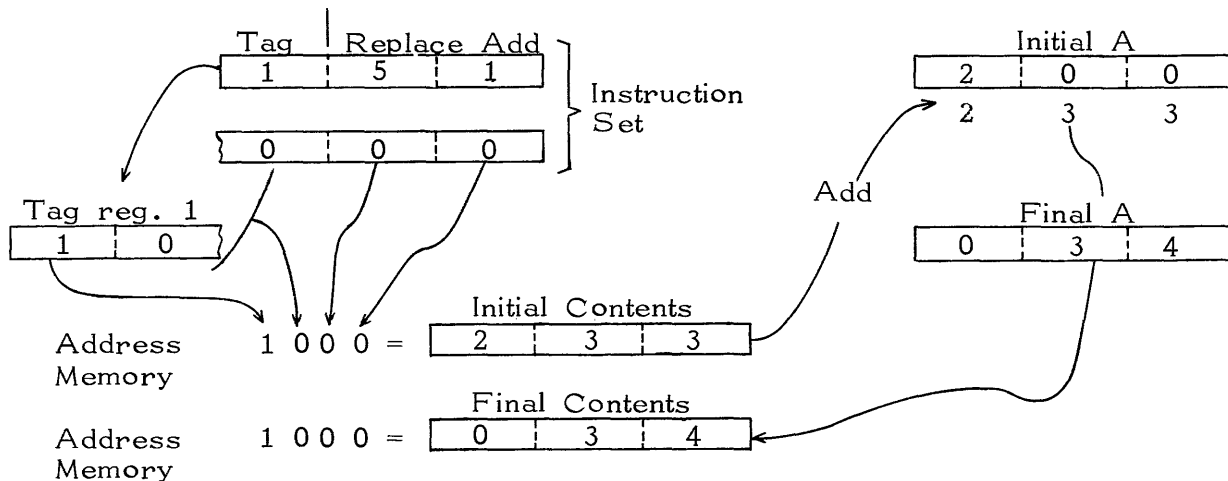 Tag Replace Add
1 5 1
0 0 0
Instruction
Set
Tag reg. 1
1 0
Initial A
2 0 0
2 3 3
Add
Final A
0 3 4
Address
Memory
1 0 0 0 =
Initial Contents
2 3 3
Address
Memory
1 0 0 0 =
Final Contents
0 3 4